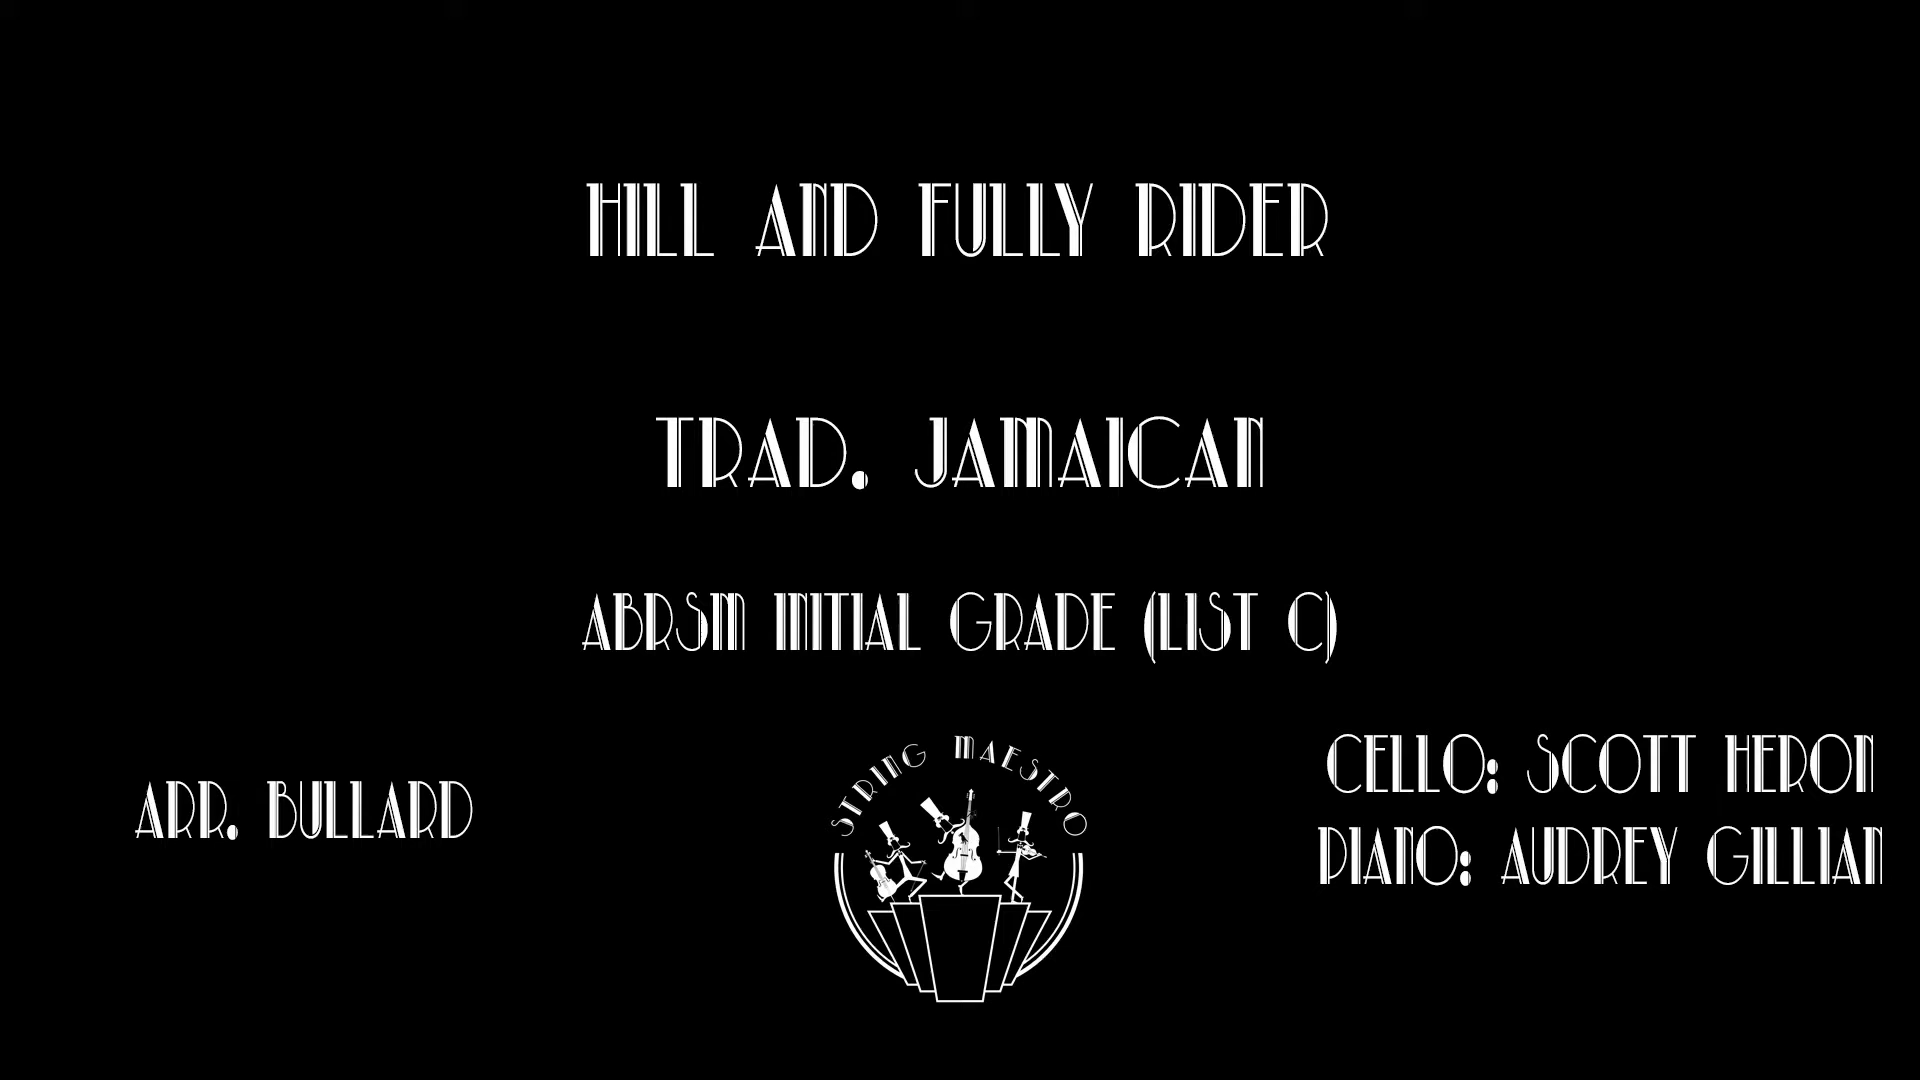 HILL AND FULLY RIDER
TRAD. JAMAICAN
ABRSM INITIAL GRADE (LIST C)
STRING MAESTRO
ARR. BULLARD
CELLO: SCOTT HERON
PIANO: AUDREY GILLIAN